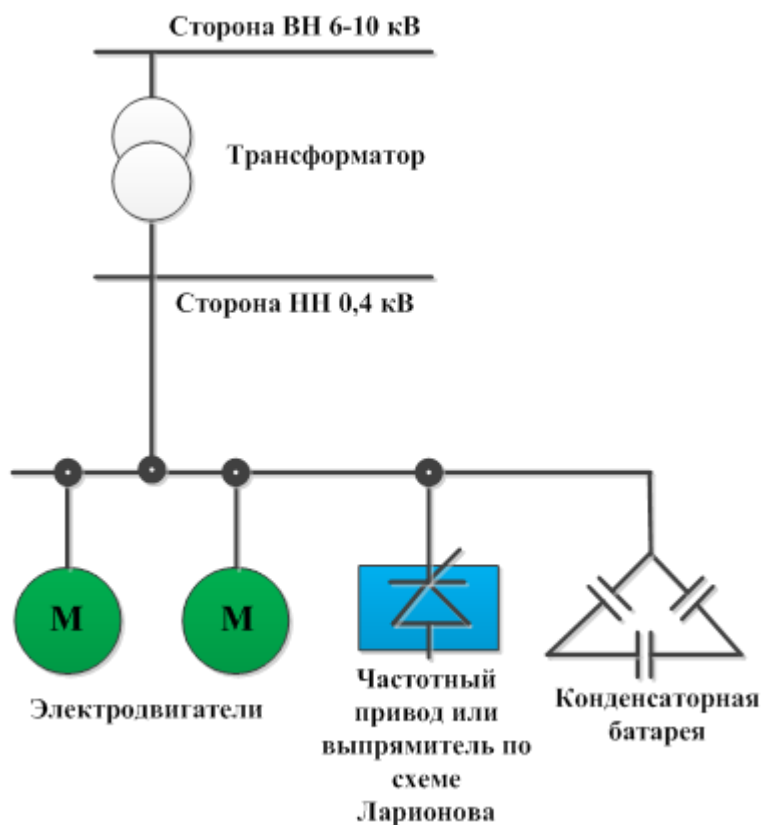 Сторона ВН 6-10 кВ
Трансформатор
Сторона НН 0,4 кВ
М
М
Электродвигатели
Частотный
привод или
выпрямитель по
схеме
Ларионова
Конденсаторная
батарея